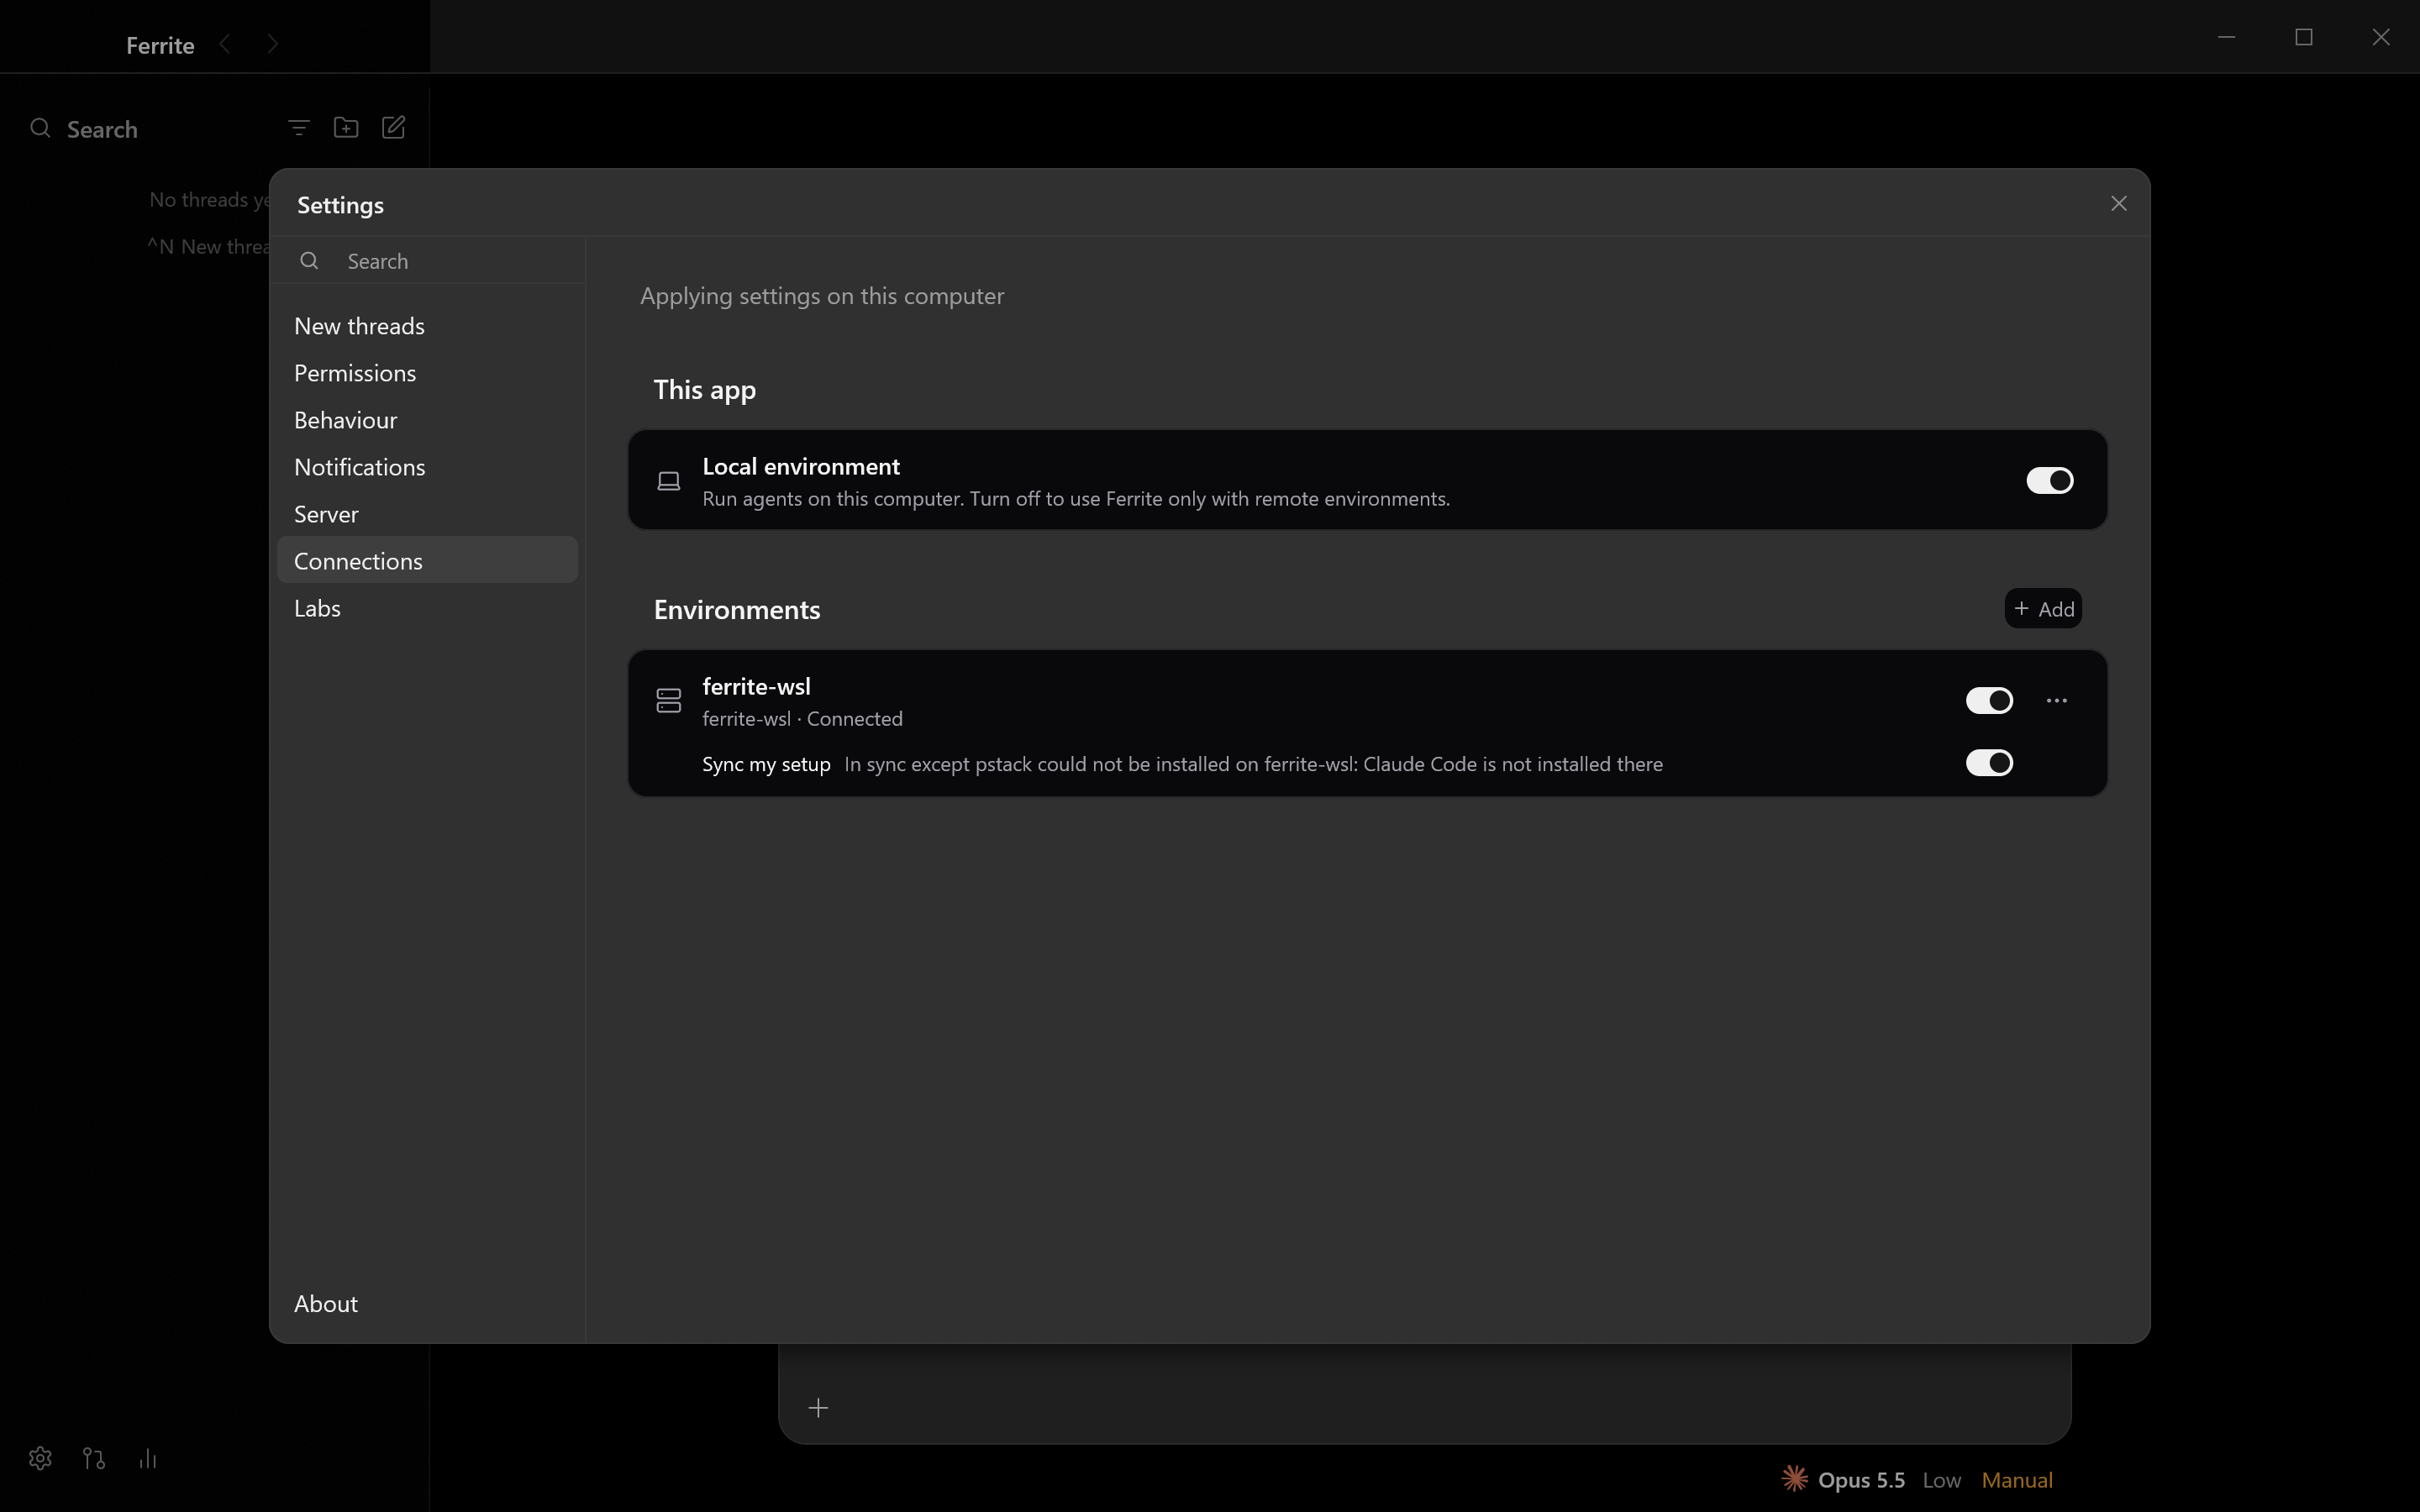 Ferrite
Search
No threads ye
^N New threa
Settings
Search
New threads
Permissions
Behaviour
Notifications
Server
Connections
Labs
About
Applying settings on this computer
This app
Local environment
Run agents on this computer. Turn off to use Ferrite only with remote environments.
Environments
+ Add
ferrite-wsl
ferrite-wsl · Connected
Sync my setup In sync except pstack could not be installed on ferrite-wsl: Claude Code is not installed there
Opus 5.5 Low Manual